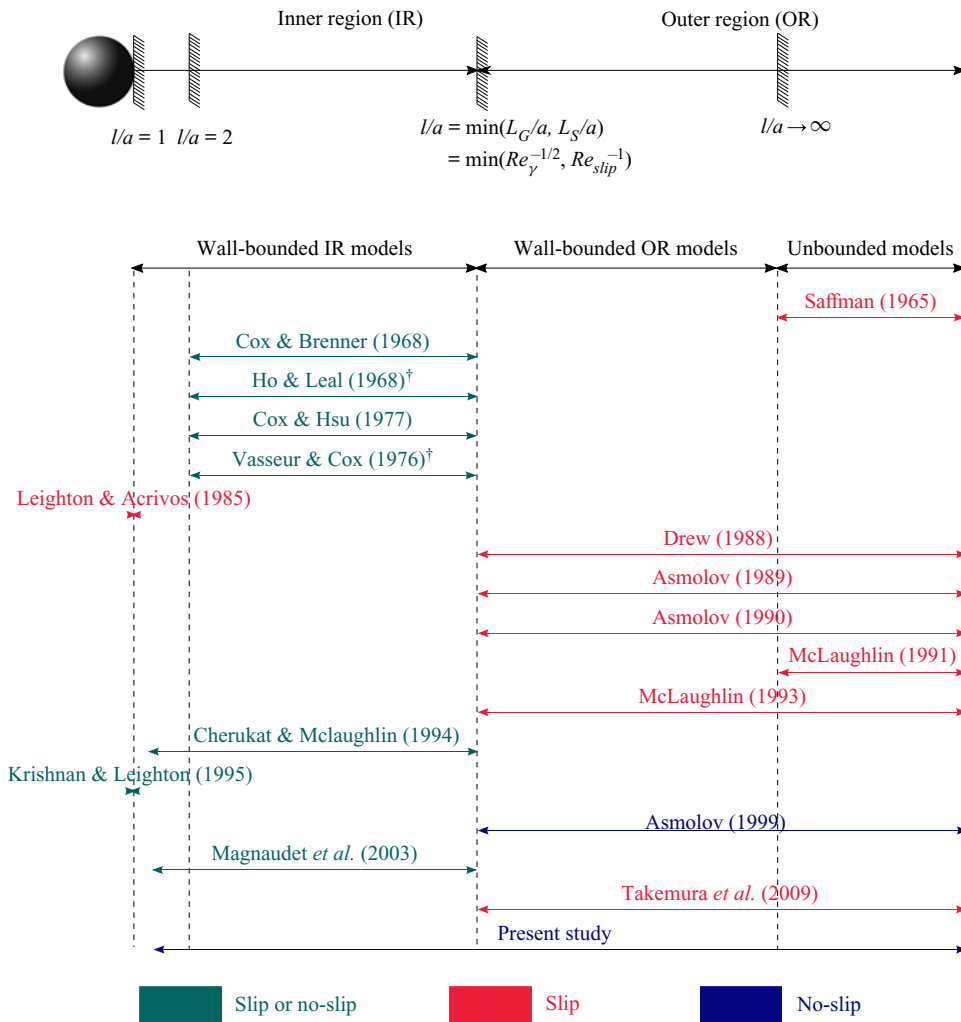 Inner region (IR)
Outer region (OR)
l/a = 1
l/a = 2
l/a = min(L_G/a, L_S/a)
= min(Re_γ^{-1/2}, Re_{slip}^{-1})
l/a → ∞
Wall-bounded IR models
Wall-bounded OR models
Unbounded models
Saffman (1965)
Cox & Brenner (1968)
Ho & Leal (1968)†
Cox & Hsu (1977)
Vasseur & Cox (1976)†
Leighton & Acrivos (1985)
Drew (1988)
Asmolov (1989)
Asmolov (1990)
McLaughlin (1991)
McLaughlin (1993)
Cherukat & Mclaughlin (1994)
Krishnan & Leighton (1995)
Asmolov (1999)
Magnaudet et al. (2003)
Takemura et al. (2009)
Present study
Slip or no-slip
Slip
No-slip